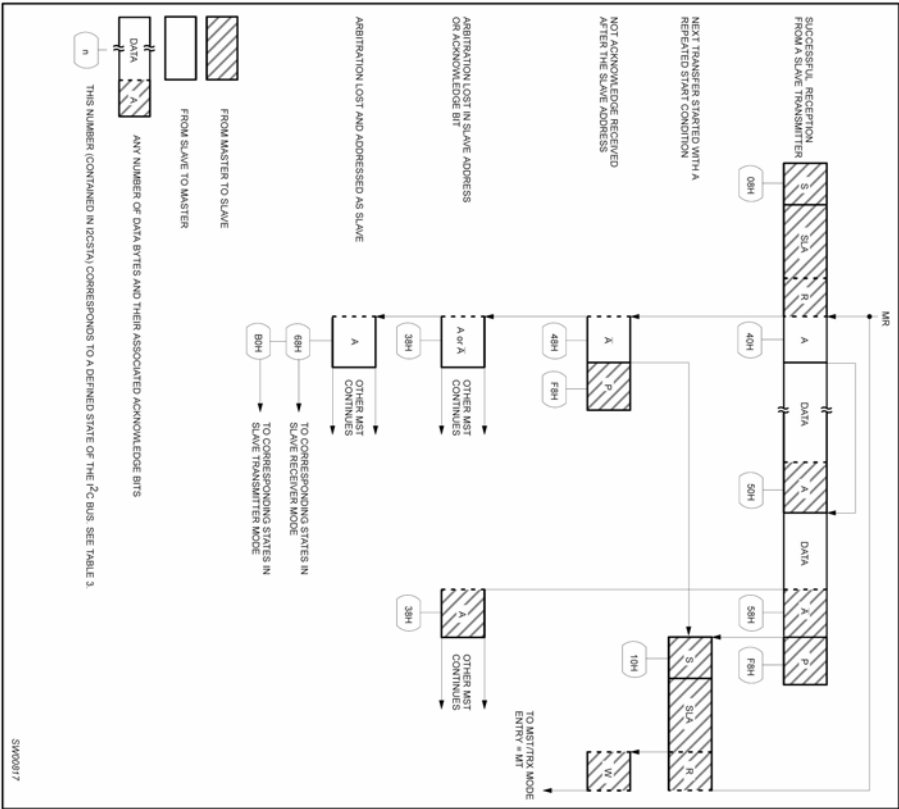 MR
SUCCESSFUL RECEPTION
FROM A SLAVE TRANSMITTER
S
SLA
R
A
DATA
A
DATA
Ā
P
08H
40H
50H
58H
F8H
NEXT TRANSFER STARTED WITH A
REPEATED START CONDITION
S
SLA
R
10H
NOT ACKNOWLEDGE RECEIVED
AFTER THE SLAVE ADDRESS
Ā
P
W
48H
F8H
TO MST/TRX MODE
ENTRY = MT
ARBITRATION LOST IN SLAVE ADDRESS
OR ACKNOWLEDGE BIT
A or Ā
OTHER MST
CONTINUES
Ā
OTHER MST
CONTINUES
38H
38H
ARBITRATION LOST AND ADDRESSED AS SLAVE
A
OTHER MST
CONTINUES
68H
TO CORRESPONDING STATES IN
SLAVE RECEIVER MODE
B0H
TO CORRESPONDING STATES IN
SLAVE TRANSMITTER MODE
FROM MASTER TO SLAVE
FROM SLAVE TO MASTER
DATA
A
ANY NUMBER OF DATA BYTES AND THEIR ASSOCIATED ACKNOWLEDGE BITS
n
THIS NUMBER (CONTAINED IN I2CSTA) CORRESPONDS TO A DEFINED STATE OF THE I²C BUS. SEE TABLE 3.
SW00817